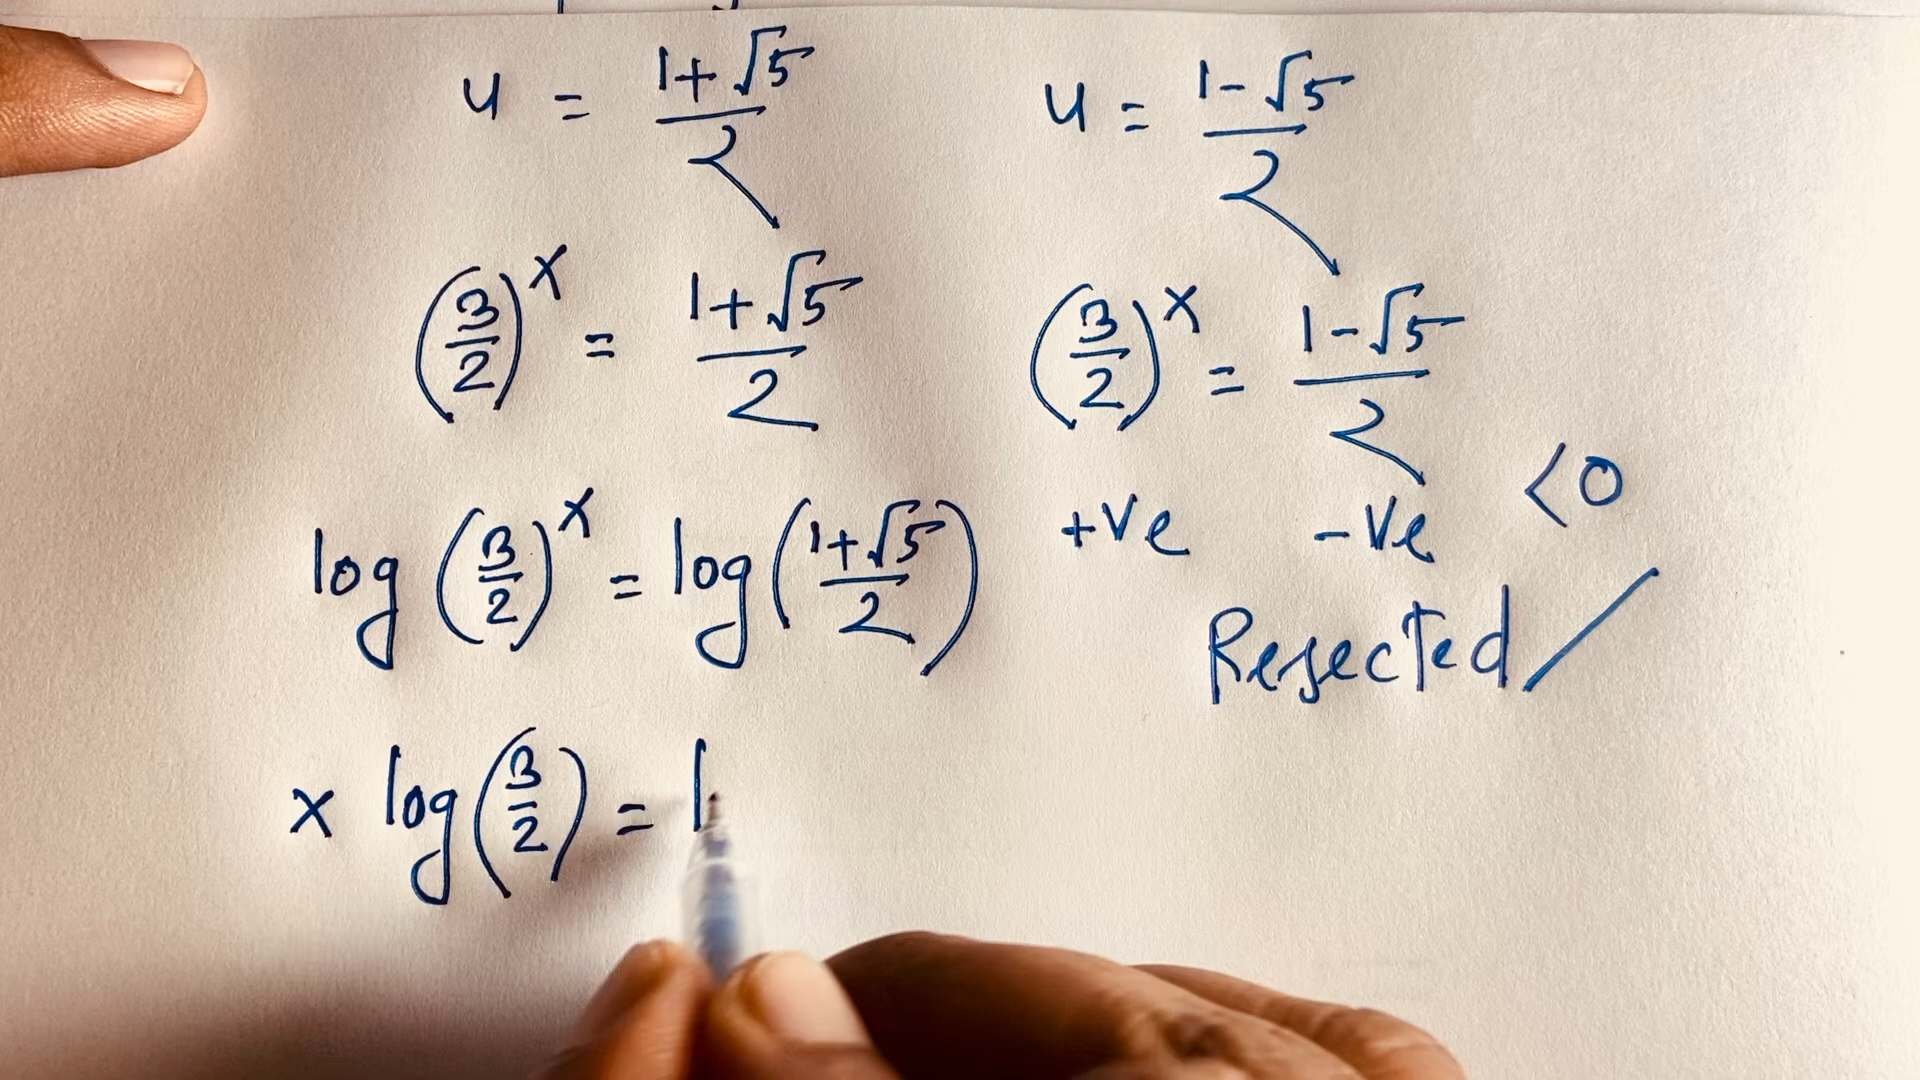 u = (1+√5)/2
u = (1-√5)/2
(3/2)^x = (1+√5)/2
(3/2)^x = (1-√5)/2
+ve -ve <0
log (3/2)^x = log ((1+√5)/2)
Rejected/
x log (3/2) = l